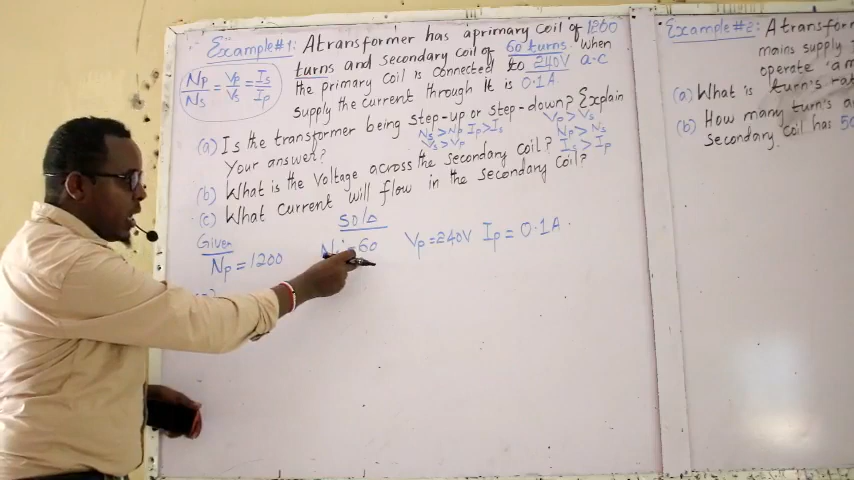 Example#1: A transformer has a primary coil of 1200
turns and secondary coil of 60 turns. When
the primary coil is connected to 240V a.c
supply the current through it is 0.1A
Np/Ns = Vp/Vs = Is/Ip
(a) Is the transformer being step-up or step-down? Explain
Your answer?
Ns>Np Ip>Is
Vs>Vp
Vp>Vs
Np>Ns
Is>Ip
(b) What is the Voltage across the secondary coil?
(c) What current will flow in the secondary coil?
Soln
Given
Np=1200
=60
Vp=240V Ip=0.1A.
Example#2: A transform
mains supply
operate a m
(a) What is turn's rat
(b) How many turn's a
secondary coil has 50